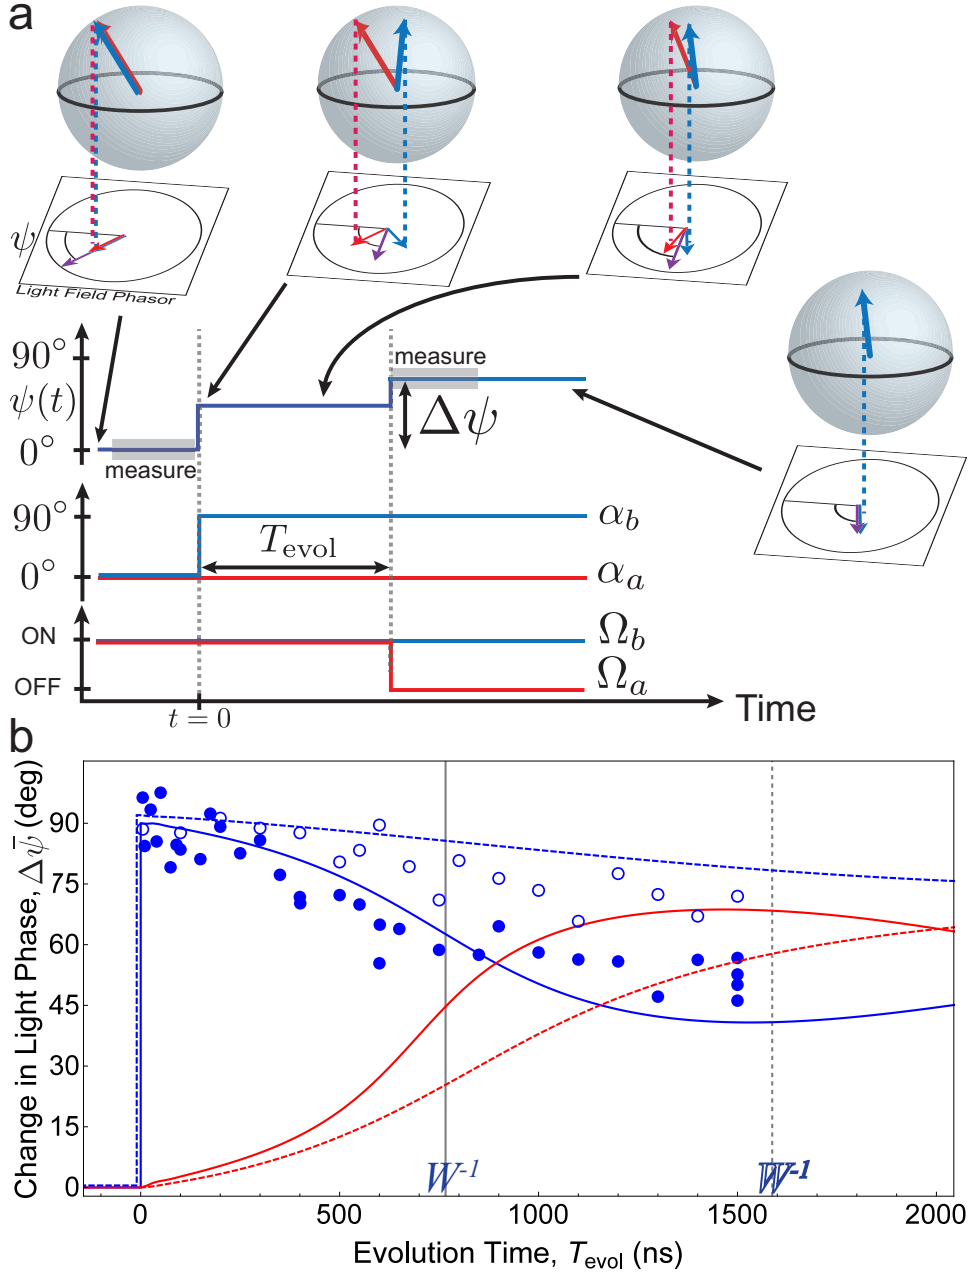 a
ψ
Light Field Phasor
90°
ψ(t)
0°
measure
measure
Δψ
90°
0°
T_evol
α_b
α_a
ON
OFF
Ω_b
Ω_a
t = 0
Time
b
Change in Light Phase, Δψ̄ (deg)
90
75
60
45
30
15
0
W⁻¹
W⁻¹
0
500
1000
1500
2000
Evolution Time, T_evol (ns)